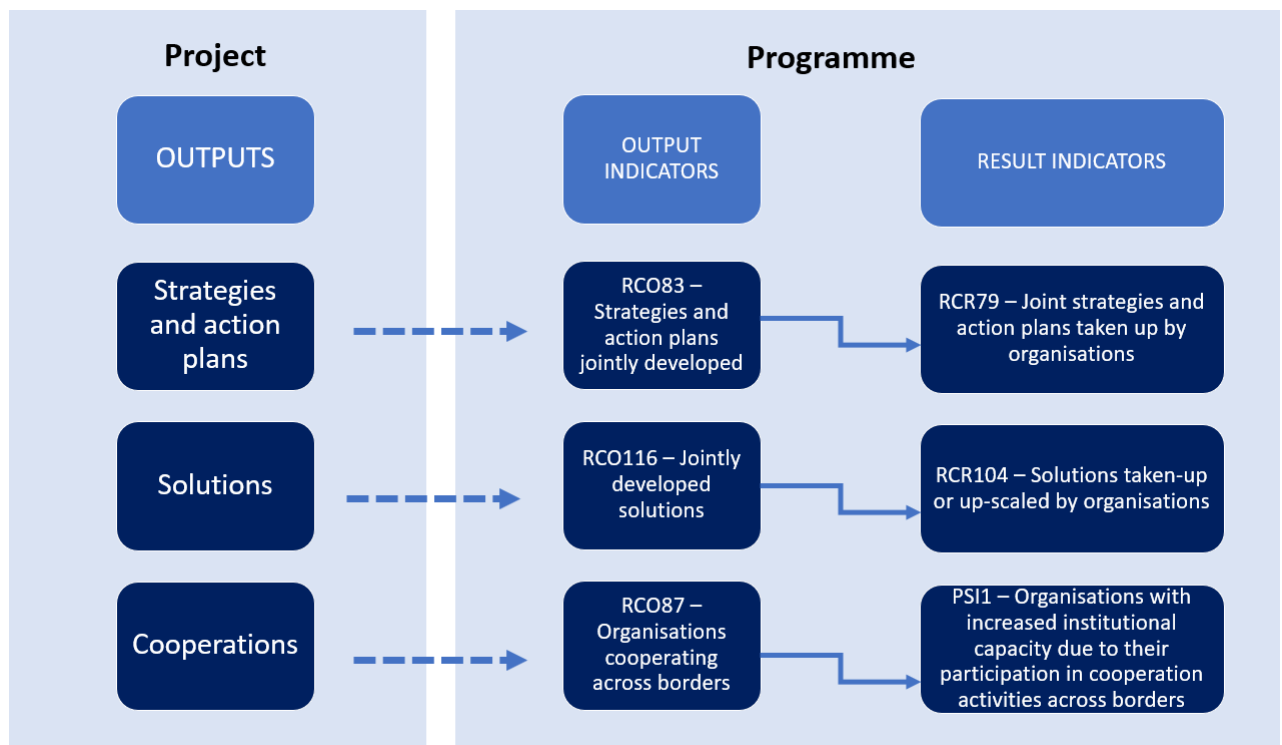 Project
Programme
OUTPUTS
OUTPUT
INDICATORS
RESULT INDICATORS
Strategies
and action
plans
RCO83 –
Strategies and
action plans
jointly developed
RCR79 – Joint strategies and
action plans taken up by
organisations
Solutions
RCO116 – Jointly
developed
solutions
RCR104 – Solutions taken-up
or up-scaled by organisations
Cooperations
RCO87 –
Organisations
cooperating
across borders
PSI1 – Organisations with
increased institutional
capacity due to their
participation in cooperation
activities across borders